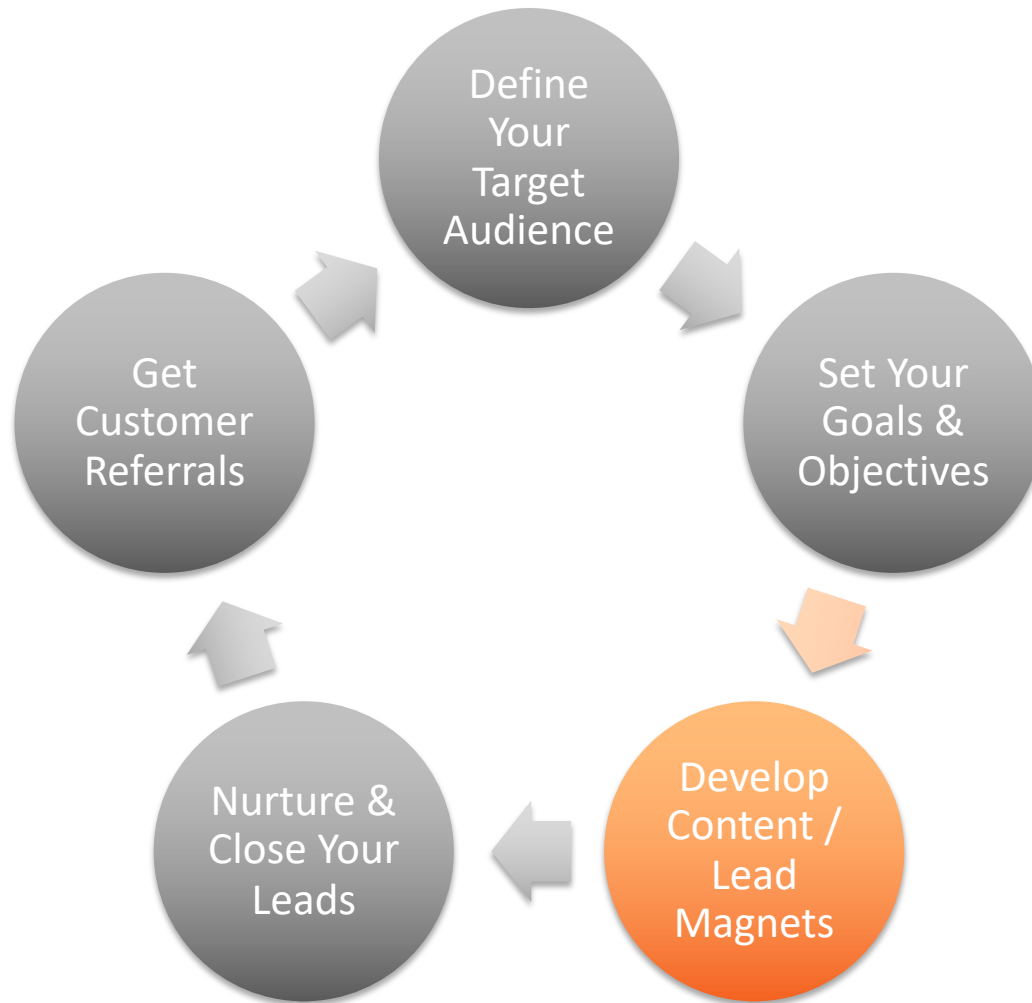 Define
Your
Target
Audience
Set Your
Goals &
Objectives
Develop
Content /
Lead
Magnets
Nurture &
Close Your
Leads
Get
Customer
Referrals